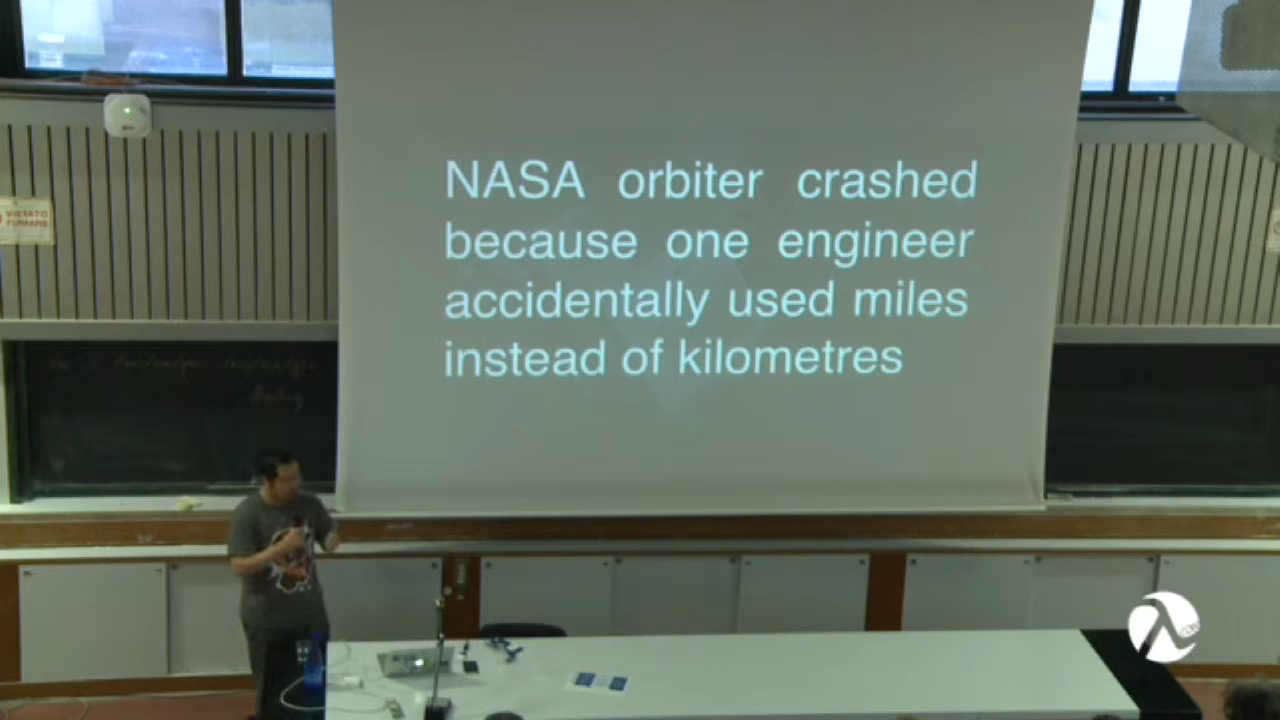 NASA orbiter crashed
because one engineer
accidentally used miles
instead of kilometres
VIETATO
FUMARE